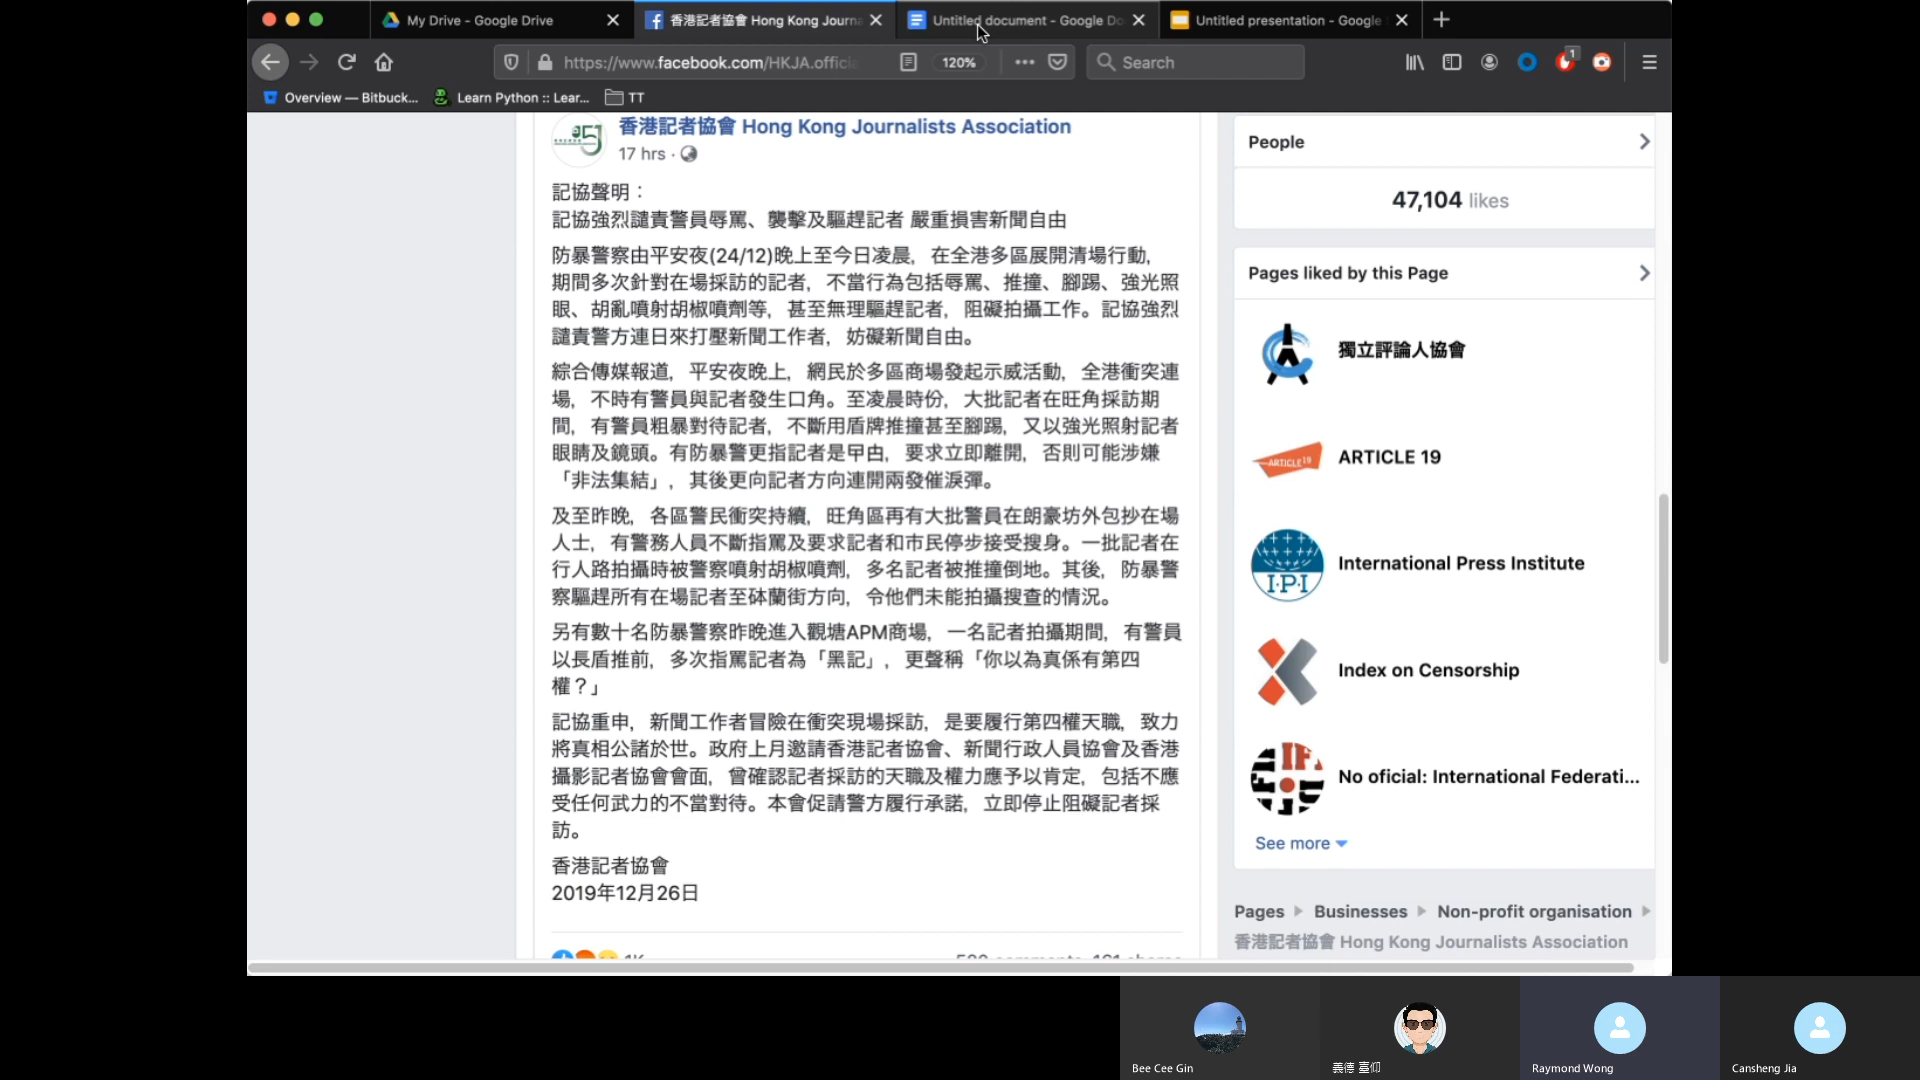 My Drive - Google Drive
香港記者協會 Hong Kong Journa
Untitled document - Google Do
Untitled presentation - Google
https://www.facebook.com/HKJA.officia
120%
Search
1
Overview — Bitbuck...
Learn Python :: Lear...
TT
香港記者協會 Hong Kong Journalists Association
17 hrs ·
記協聲明：
記協強烈譴責警員辱罵、襲擊及驅趕記者 嚴重損害新聞自由
防暴警察由平安夜(24/12)晚上至今日凌晨，在全港多區展開清場行動，
期間多次針對在場採訪的記者，不當行為包括辱罵、推撞、腳踢、強光照
眼、胡亂噴射胡椒噴劑等，甚至無理驅趕記者，阻礙拍攝工作。記協強烈
譴責警方連日來打壓新聞工作者，妨礙新聞自由。
綜合傳媒報道，平安夜晚上，網民於多區商場發起示威活動，全港衝突連
場，不時有警員與記者發生口角。至凌晨時份，大批記者在旺角採訪期
間，有警員粗暴對待記者，不斷用盾牌推撞甚至腳踢，又以強光照射記者
眼睛及鏡頭。有防暴警更指記者是曱甴，要求立即離開，否則可能涉嫌
「非法集結」，其後更向記者方向連開兩發催淚彈。
及至昨晚，各區警民衝突持續，旺角區再有大批警員在朗豪坊外包抄在場
人士，有警務人員不斷指罵及要求記者和市民停步接受搜身。一批記者在
行人路拍攝時被警察噴射胡椒噴劑，多名記者被推撞倒地。其後，防暴警
察驅趕所有在場記者至砵蘭街方向，令他們未能拍攝搜查的情況。
另有數十名防暴警察昨晚進入觀塘APM商場，一名記者拍攝期間，有警員
以長盾推前，多次指罵記者為「黑記」，更聲稱「你以為真係有第四
權？」
記協重申，新聞工作者冒險在衝突現場採訪，是要履行第四權天職，致力
將真相公諸於世。政府上月邀請香港記者協會、新聞行政人員協會及香港
攝影記者協會會面，曾確認記者採訪的天職及權力應予以肯定，包括不應
受任何武力的不當對待。本會促請警方履行承諾，立即停止阻礙記者採
訪。
香港記者協會
2019年12月26日
People
47,104 likes
Pages liked by this Page
獨立評論人協會
ARTICLE 19
ARTICLE 19
International Press Institute
I·P·I
Index on Censorship
No oficial: International Federati...
See more
Pages
Businesses
Non-profit organisation
香港記者協會 Hong Kong Journalists Association
Bee Cee Gin
義德 臺仰
Raymond Wong
Cansheng Jia